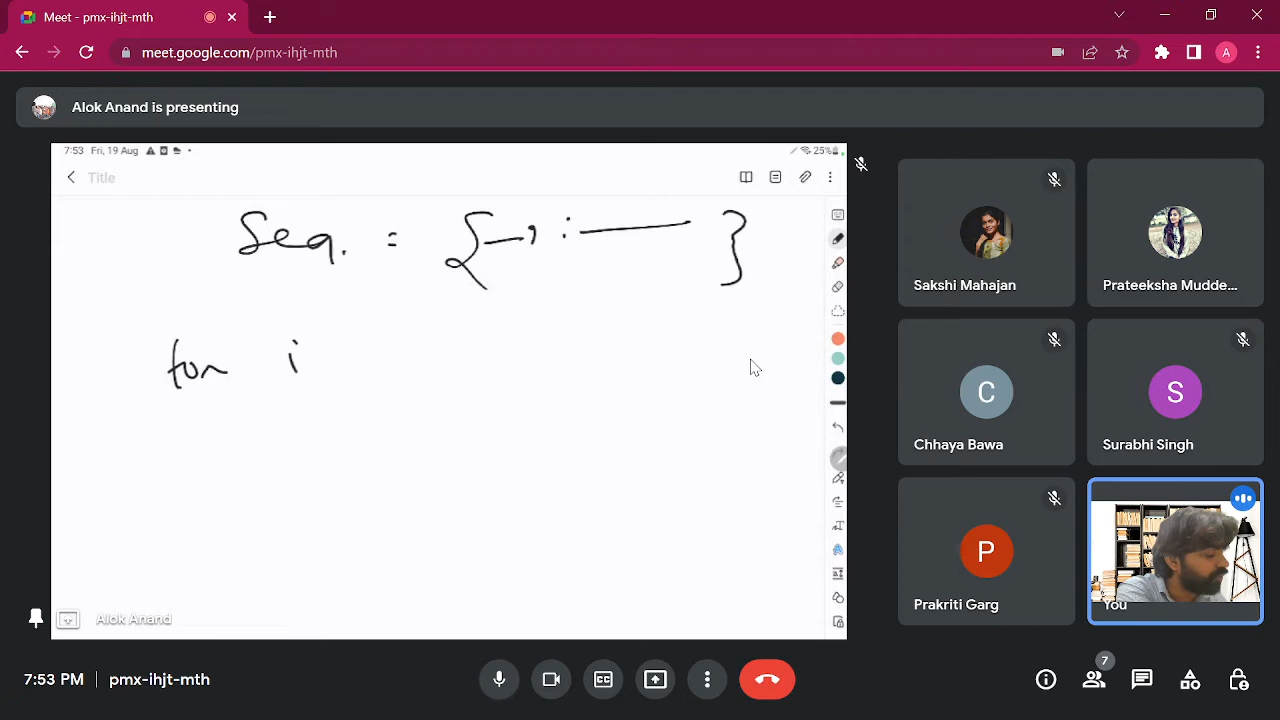 Meet - pmx-ihjt-mth
meet.google.com/pmx-ihjt-mth
A
Alok Anand is presenting
7:53 Fri, 19 Aug
25%
Title
Seq. = { , : }
for i
Alok Anand
Sakshi Mahajan
Prateeksha Mudde...
C
Chhaya Bawa
S
Surabhi Singh
P
Prakriti Garg
You
7:53 PM | pmx-ihjt-mth
CC
7